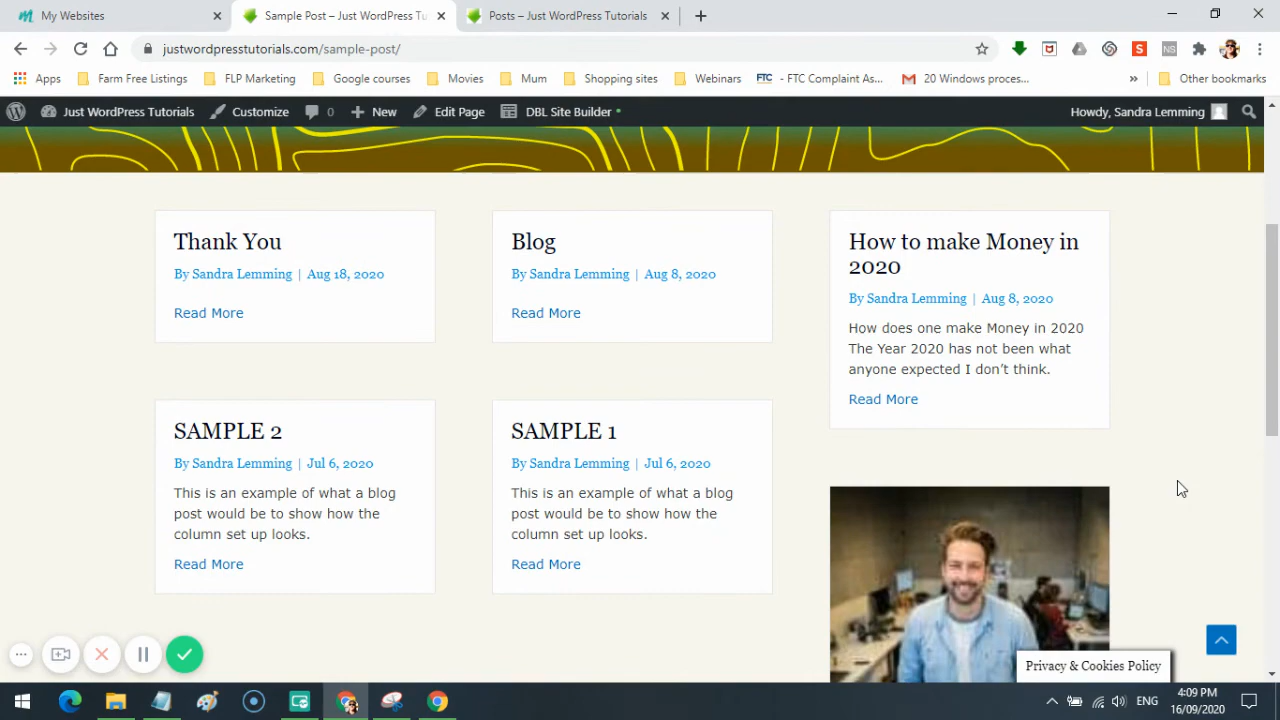 My Websites
Sample Post – Just WordPress Tu
Posts – Just WordPress Tutorials
justwordpresstutorials.com/sample-post/
Apps
Farm Free Listings
FLP Marketing
Google courses
Movies
Mum
Shopping sites
Webinars
FTC - FTC Complaint As...
20 Windows proces...
»
Other bookmarks
Just WordPress Tutorials
Customize
0
New
Edit Page
DBL Site Builder
Howdy, Sandra Lemming
Thank You
By Sandra Lemming | Aug 18, 2020
Read More
Blog
By Sandra Lemming | Aug 8, 2020
Read More
How to make Money in
2020
By Sandra Lemming | Aug 8, 2020
How does one make Money in 2020
The Year 2020 has not been what
anyone expected I don’t think.
Read More
SAMPLE 2
By Sandra Lemming | Jul 6, 2020
This is an example of what a blog
post would be to show how the
column set up looks.
Read More
SAMPLE 1
By Sandra Lemming | Jul 6, 2020
This is an example of what a blog
post would be to show how the
column set up looks.
Read More
Privacy & Cookies Policy
ENG
4:09 PM
16/09/2020